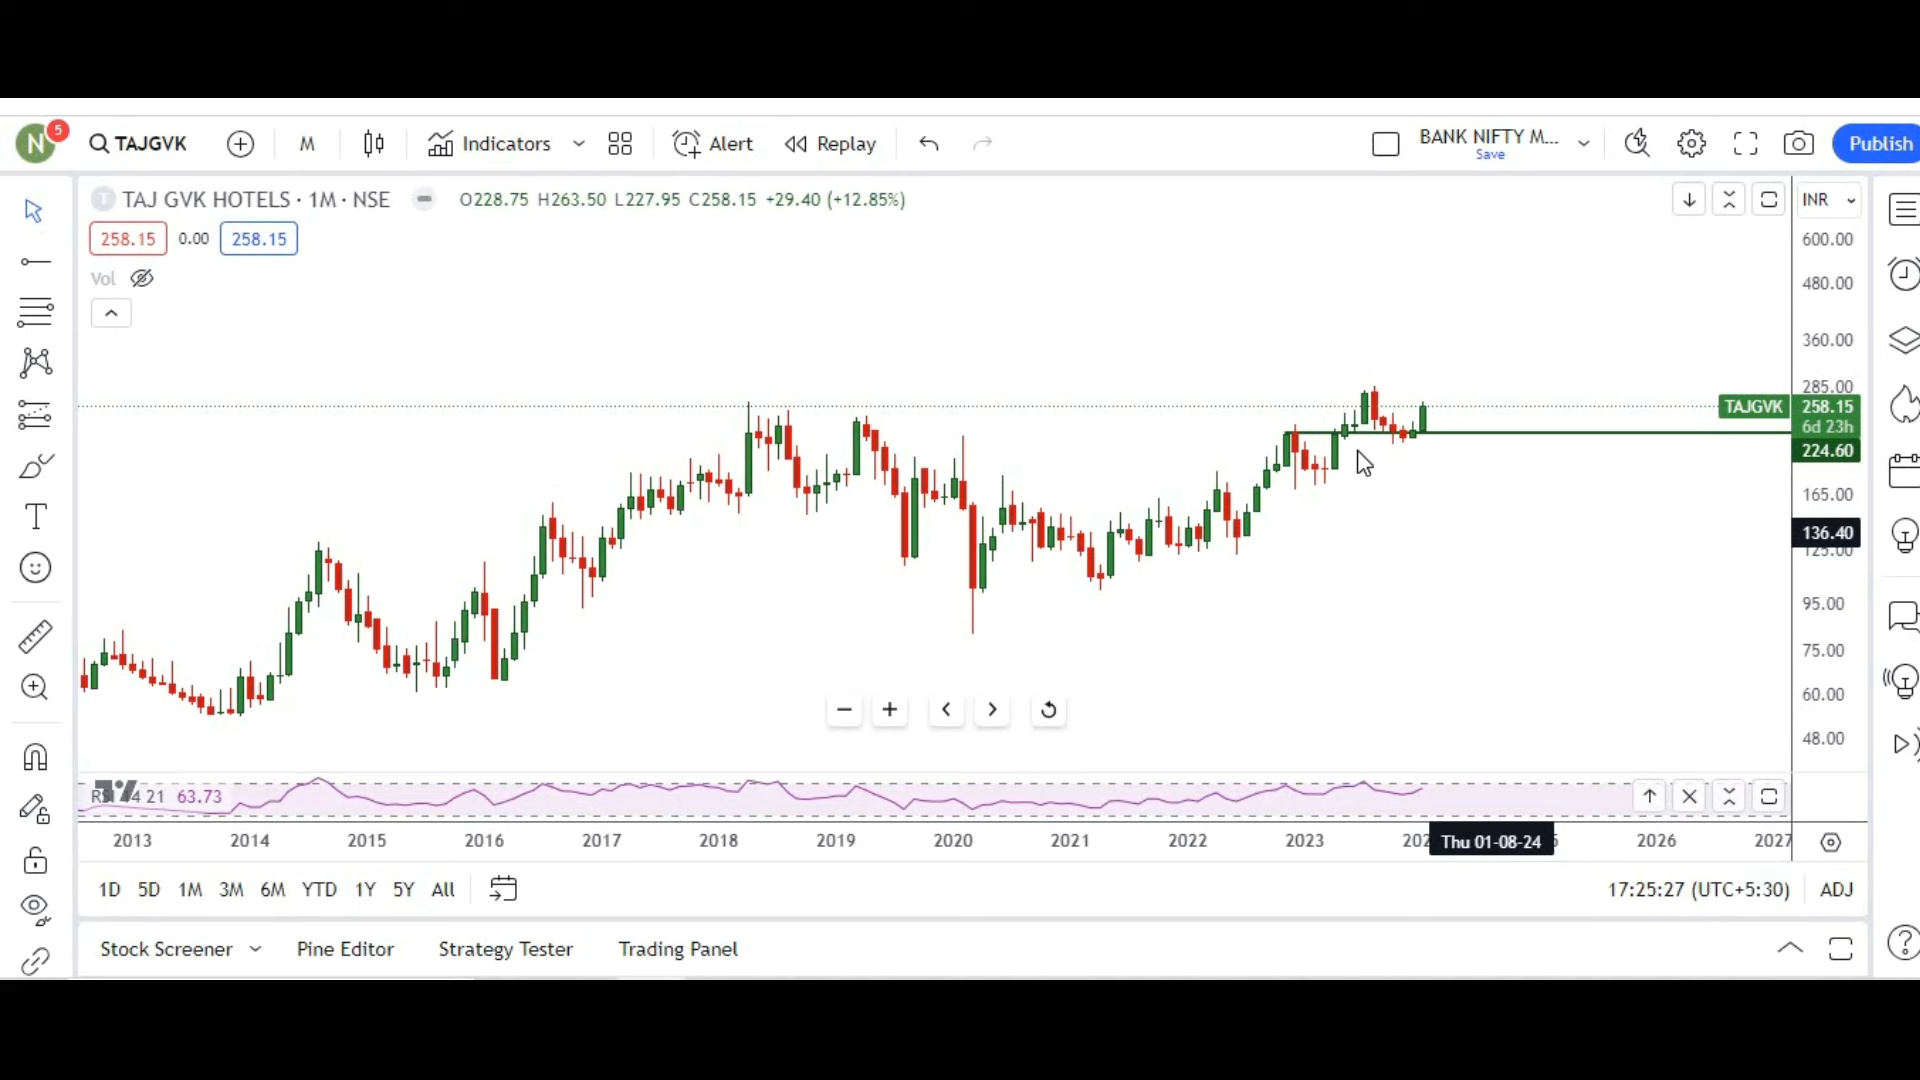 N 5 TAJGVK M Indicators Alert Replay BANK NIFTY M... Save Publish
T TAJ GVK HOTELS · 1M · NSE O228.75 H263.50 L227.95 C258.15 +29.40 (+12.85%) INR
258.15 0.00 258.15
Vol
600.00
480.00
360.00
285.00
TAJGVK 258.15
6d 23h
224.60
165.00
136.40
125.00
95.00
75.00
60.00
48.00
21 63.73
2013 2014 2015 2016 2017 2018 2019 2020 2021 2022 2023 Thu 01-08-24 2026 2027
1D 5D 1M 3M 6M YTD 1Y 5Y All 17:25:27 (UTC+5:30) ADJ
Stock Screener Pine Editor Strategy Tester Trading Panel